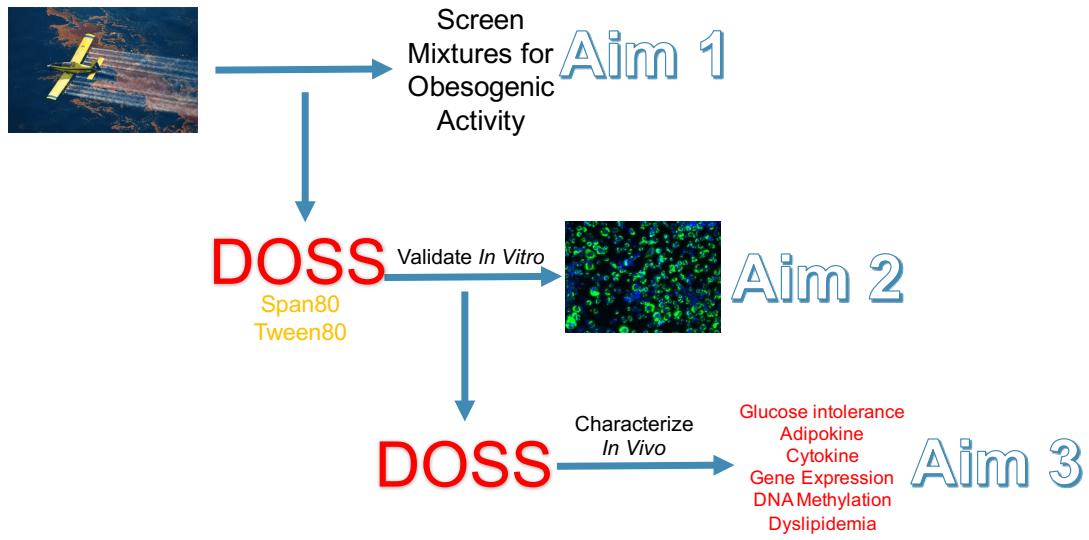 Screen
Mixtures for
Obesogenic
Activity
Aim 1
DOSS
Span80
Tween80
Validate In Vitro
Aim 2
DOSS
Characterize
In Vivo
Glucose intolerance
Adipokine
Cytokine
Gene Expression
DNA Methylation
Dyslipidemia
Aim 3